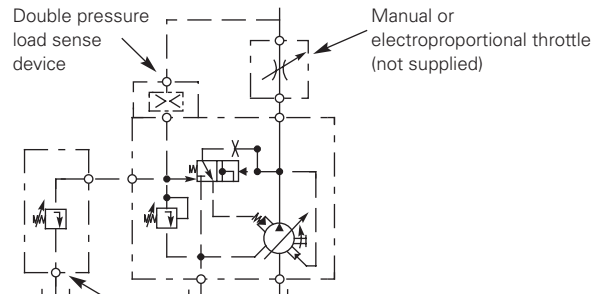 Double pressure
load sense
device
Manual or
electroproportional throttle
(not supplied)